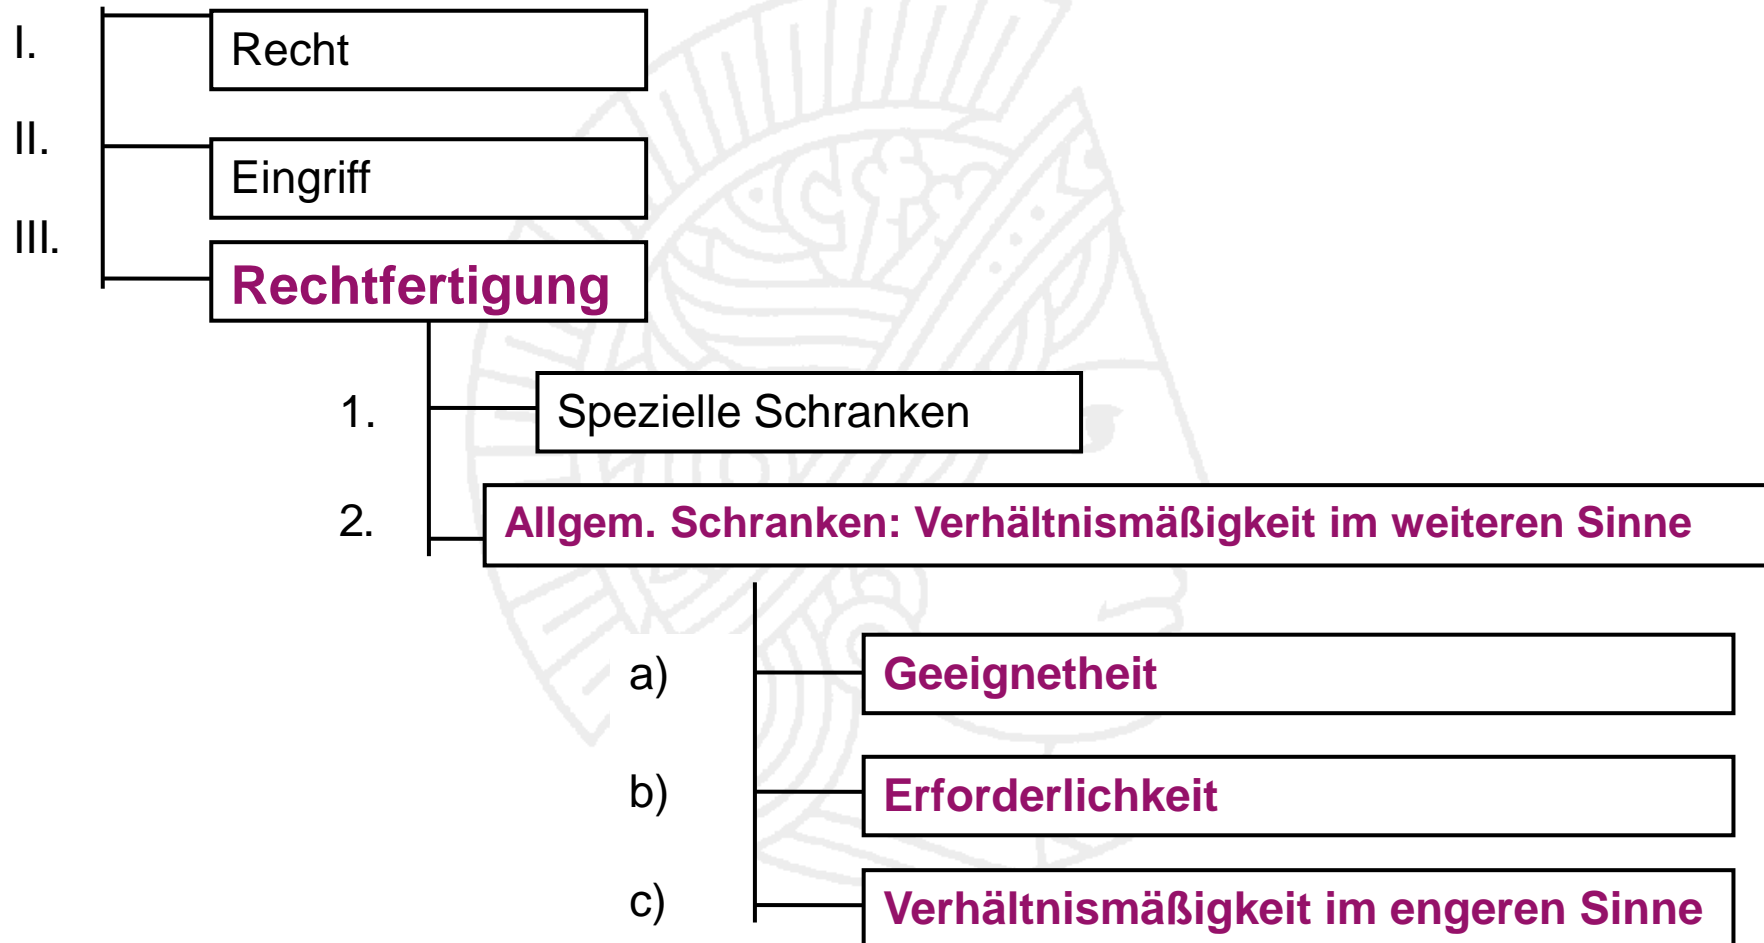 I. Recht
II. Eingriff
III. Rechtfertigung
1. Spezielle Schranken
2. Allgem. Schranken: Verhältnismäßigkeit im weiteren Sinne
a) Geeignetheit
b) Erforderlichkeit
c) Verhältnismäßigkeit im engeren Sinne